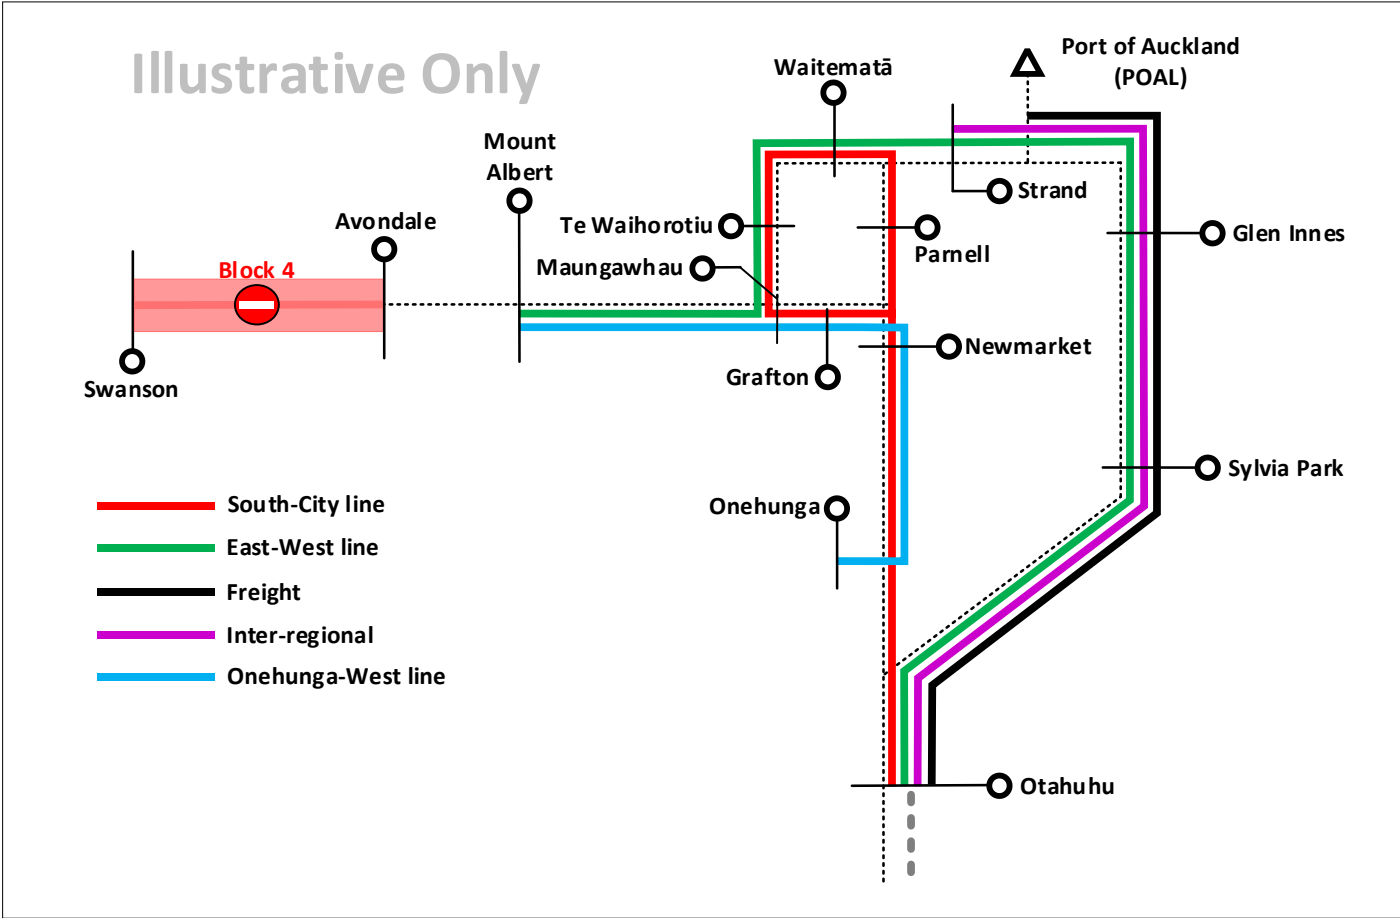 Illustrative Only
Port of Auckland
(POAL)
Waitematā
Mount
Albert
Strand
Avondale
Te Waihorotiu
Parnell
Glen Innes
Block 4
Maungawhau
Newmarket
Grafton
Swanson
Sylvia Park
South-City line
Onehunga
East-West line
Freight
Inter-regional
Onehunga-West line
Otahuhu